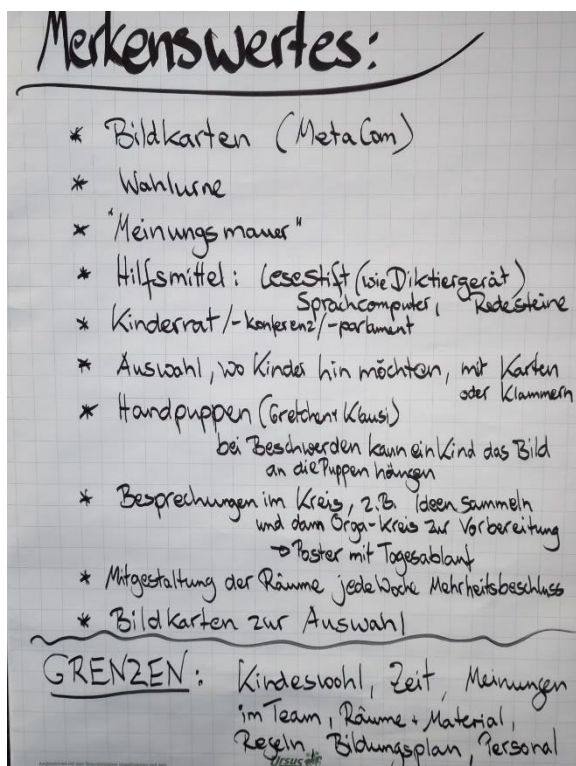 Merkenswertes:
* Bildkarten (MetaCom)
* Wahlurne
* "Meinungsmauer"
* Hilfsmittel: Lesestift (wie Diktiergerät)
Sprachcomputer, Redesteine
* Kinderrat/-konferenz/-parlament
* Auswahl, wo Kinder hin möchten, mit Karten
oder Klammern
* Handpuppen (Gretchen+Klausi)
bei Beschwerden kann ein Kind das Bild
an die Puppen hängen
* Besprechungen im Kreis, z.B. Ideen sammeln
und dann Orga-Kreis zur Vorbereitung
→ Poster mit Tagesablauf
* Mitgestaltung der Räume jede Woche Mehrheitsbeschluss
* Bildkarten zur Auswahl
GRENZEN: Kindeswohl, Zeit, Meinungen
im Team, Räume + Material,
Regeln, Bildungsplan, Personal
Ursus